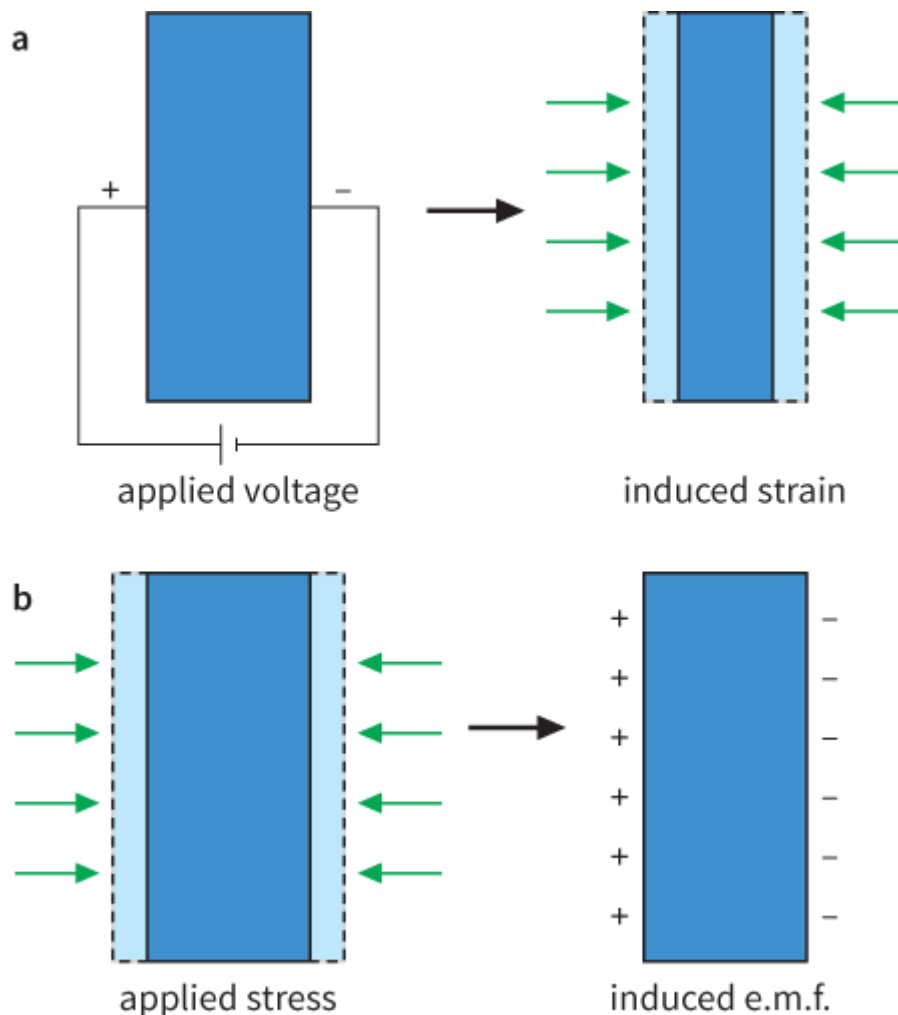 a
+ −
applied voltage
induced strain
b
+ −
+ −
+ −
+ −
+ −
+ −
applied stress
induced e.m.f.